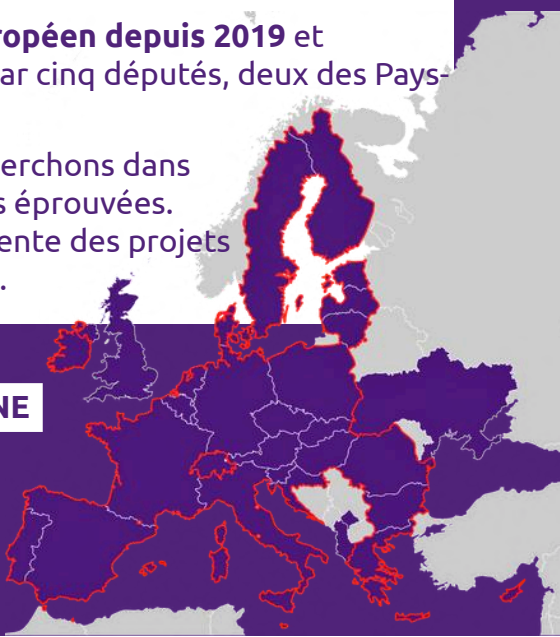 ropéen depuis 2019 et
ar cinq députés, deux des Pays-
erchons dans
s éprouvées.
ente des projets
.
NE